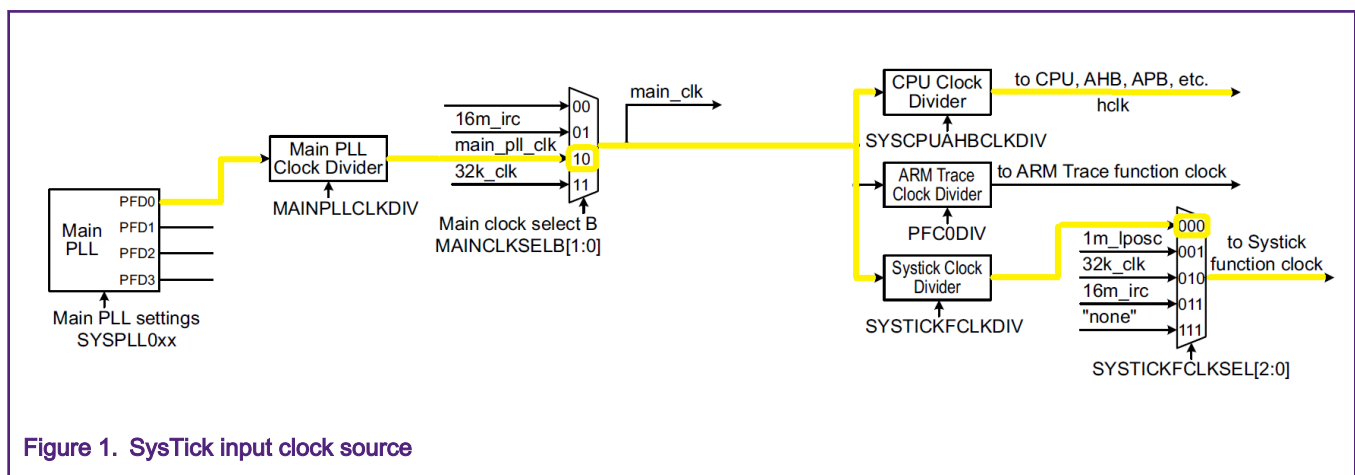 Main
PLL
PFD0
PFD1
PFD2
PFD3
Main PLL settings
SYSPLL0xx
Main PLL
Clock Divider
MAINPLLCLKDIV
16m_irc
main_pll_clk
32k_clk
00
01
10
11
Main clock select B
MAINCLKSELB[1:0]
main_clk
CPU Clock
Divider
SYSCPUAHBCLKDIV
to CPU, AHB, APB, etc.
hclk
ARM Trace
Clock Divider
PFC0DIV
to ARM Trace function clock
Systick Clock
Divider
SYSTICKFCLKDIV
1m_lposc
32k_clk
16m_irc
"none"
000
001
010
011
111
to Systick
function clock
SYSTICKFCLKSEL[2:0]
Figure 1. SysTick input clock source